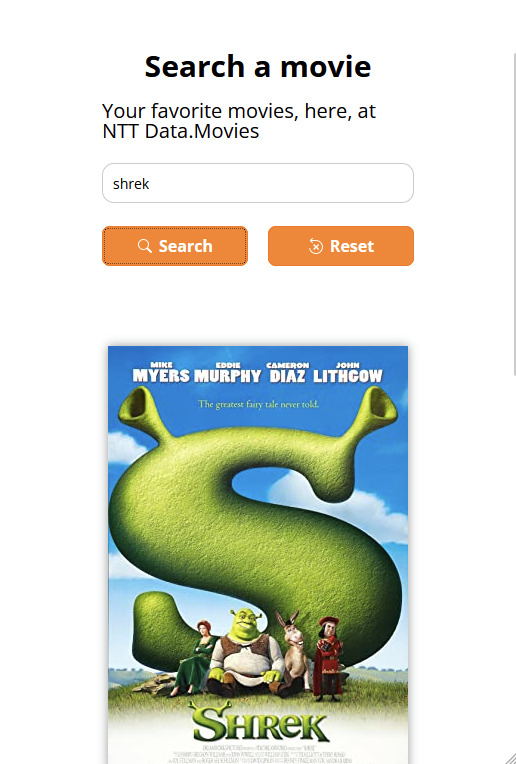 Search a movie
Your favorite movies, here, at
NTT Data.Movies
shrek
Search
Reset
MIKE EDDIE CAMERON JOHN
MYERS MURPHY DIAZ LITHGOW
The greatest fairy tale never told.
SHREK